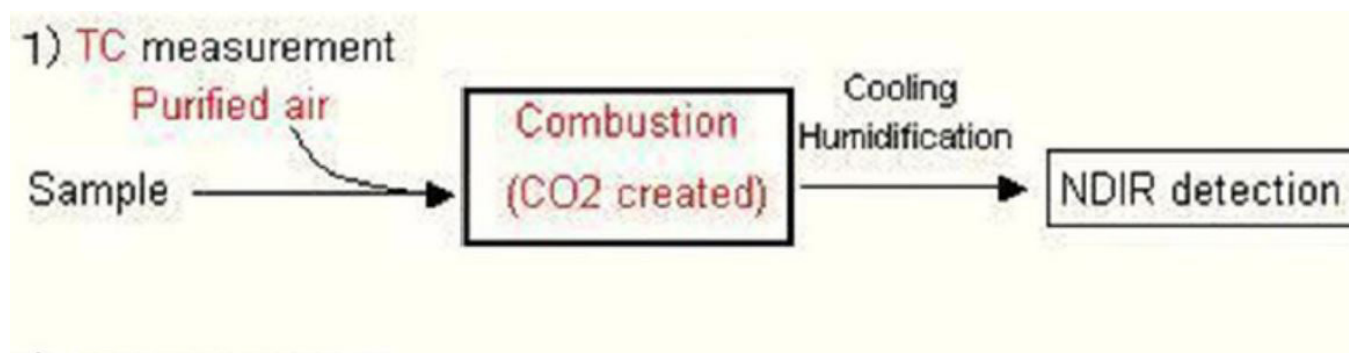 1) TC measurement
Purified air
Sample
Combustion
(CO2 created)
Cooling
Humidification
NDIR detection